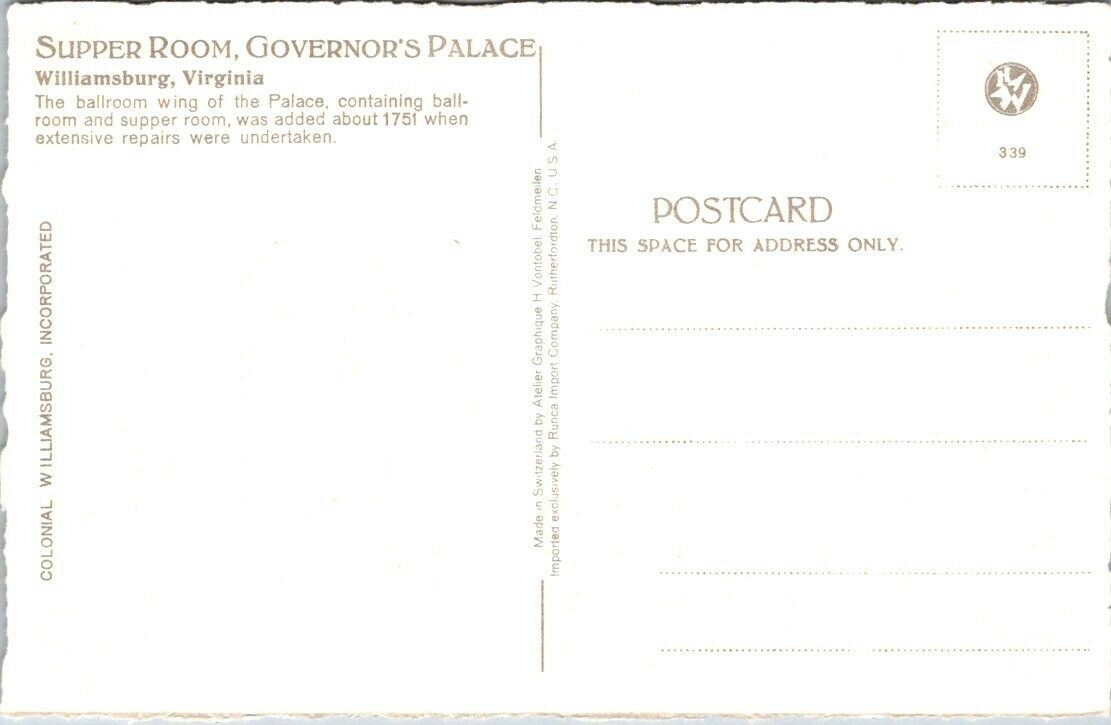 SUPPER ROOM, GOVERNOR'S PALACE
Williamsburg, Virginia
The ballroom wing of the Palace, containing ball-
room and supper room, was added about 1751 when
extensive repairs were undertaken.
COLONIAL WILLIAMSBURG, INCORPORATED
Made in Switzerland by Atelier Graphique H Vontobel, Feldmeilen
Imported exclusively by Runca Import Company, Rutherfordton, N.C. U.S.A.
339
POSTCARD
THIS SPACE FOR ADDRESS ONLY.